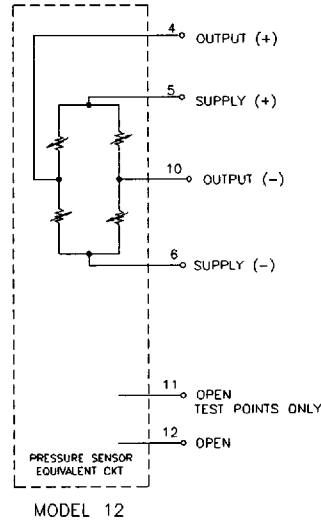 4
OUTPUT (+)
5
SUPPLY (+)
10
OUTPUT (-)
6
SUPPLY (-)
11
OPEN
TEST POINTS ONLY
12
OPEN
PRESSURE SENSOR
EQUIVALENT CKT
MODEL 12